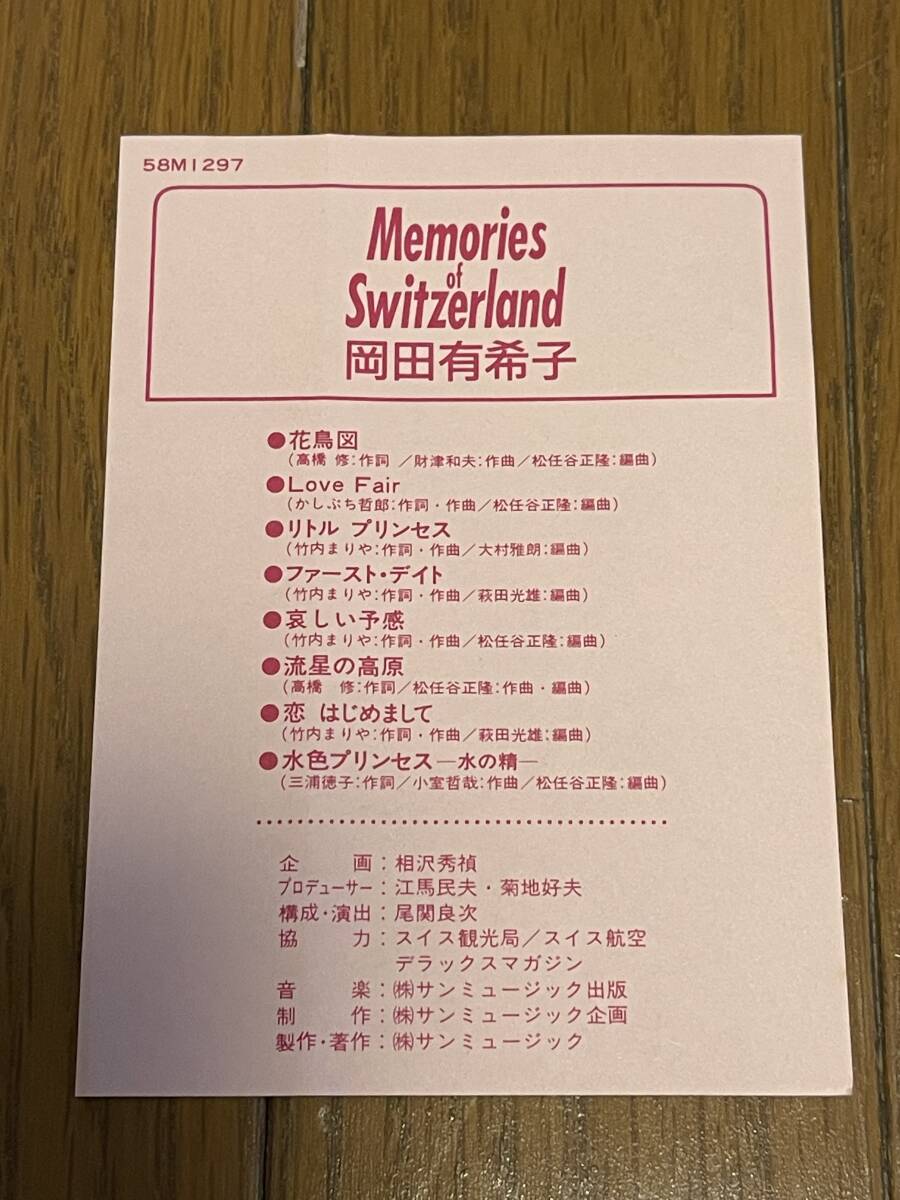 58M1297
Memories
of
Switzerland
岡田有希子
●花鳥図
(高橋 修:作詞 /財津和夫:作曲/松任谷正隆:編曲)
●Love Fair
(かしぶち哲郎:作詞・作曲/松任谷正隆:編曲)
●リトル プリンセス
(竹内まりや:作詞・作曲/大村雅朗:編曲)
●ファースト・デイト
(竹内まりや:作詞・作曲/萩田光雄:編曲)
●哀しい予感
(竹内まりや:作詞・作曲/松任谷正隆:編曲)
●流星の高原
(高橋 修:作詞/松任谷正隆:作曲・編曲)
●恋 はじめまして
(竹内まりや:作詞・作曲/萩田光雄:編曲)
●水色プリンセス―水の精―
(三浦徳子:作詞/小室哲哉:作曲/松任谷正隆:編曲)
企 画:相沢秀禎
プロデューサー:江馬民夫・菊地好夫
構成・演出:尾関良次
協 力:スイス観光局/スイス航空
デラックスマガジン
音 楽:㈱サンミュージック出版
制 作:㈱サンミュージック企画
製作・著作:㈱サンミュージック